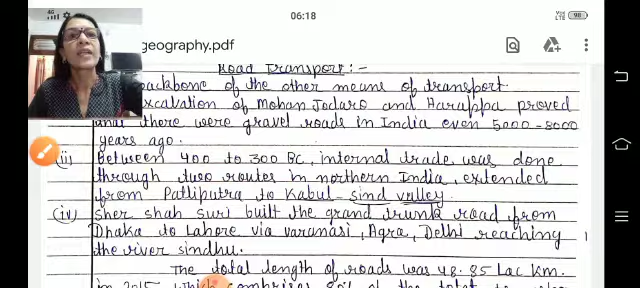 4G 06:18 VoLTE 98
geography.pdf
Road Transport:-
backbone of the other means of transport
Excavation of Mohan Jodaro and Harappa proved
that there were gravel roads in India even 5000-8000
years ago.
(ii) Between 400 to 300 BC, internal trade was done
through two routes in northern India, extended
from Patliputra to Kabul-sind valley
(iv) Sher shah suri built the grand trunk road from
Dhaka to Lahore via varanasi, Agra, Delhi reaching
the river sindhu.
The total length of roads was 48.85 Lac Km.
in 2015 which comprises 80% of the total